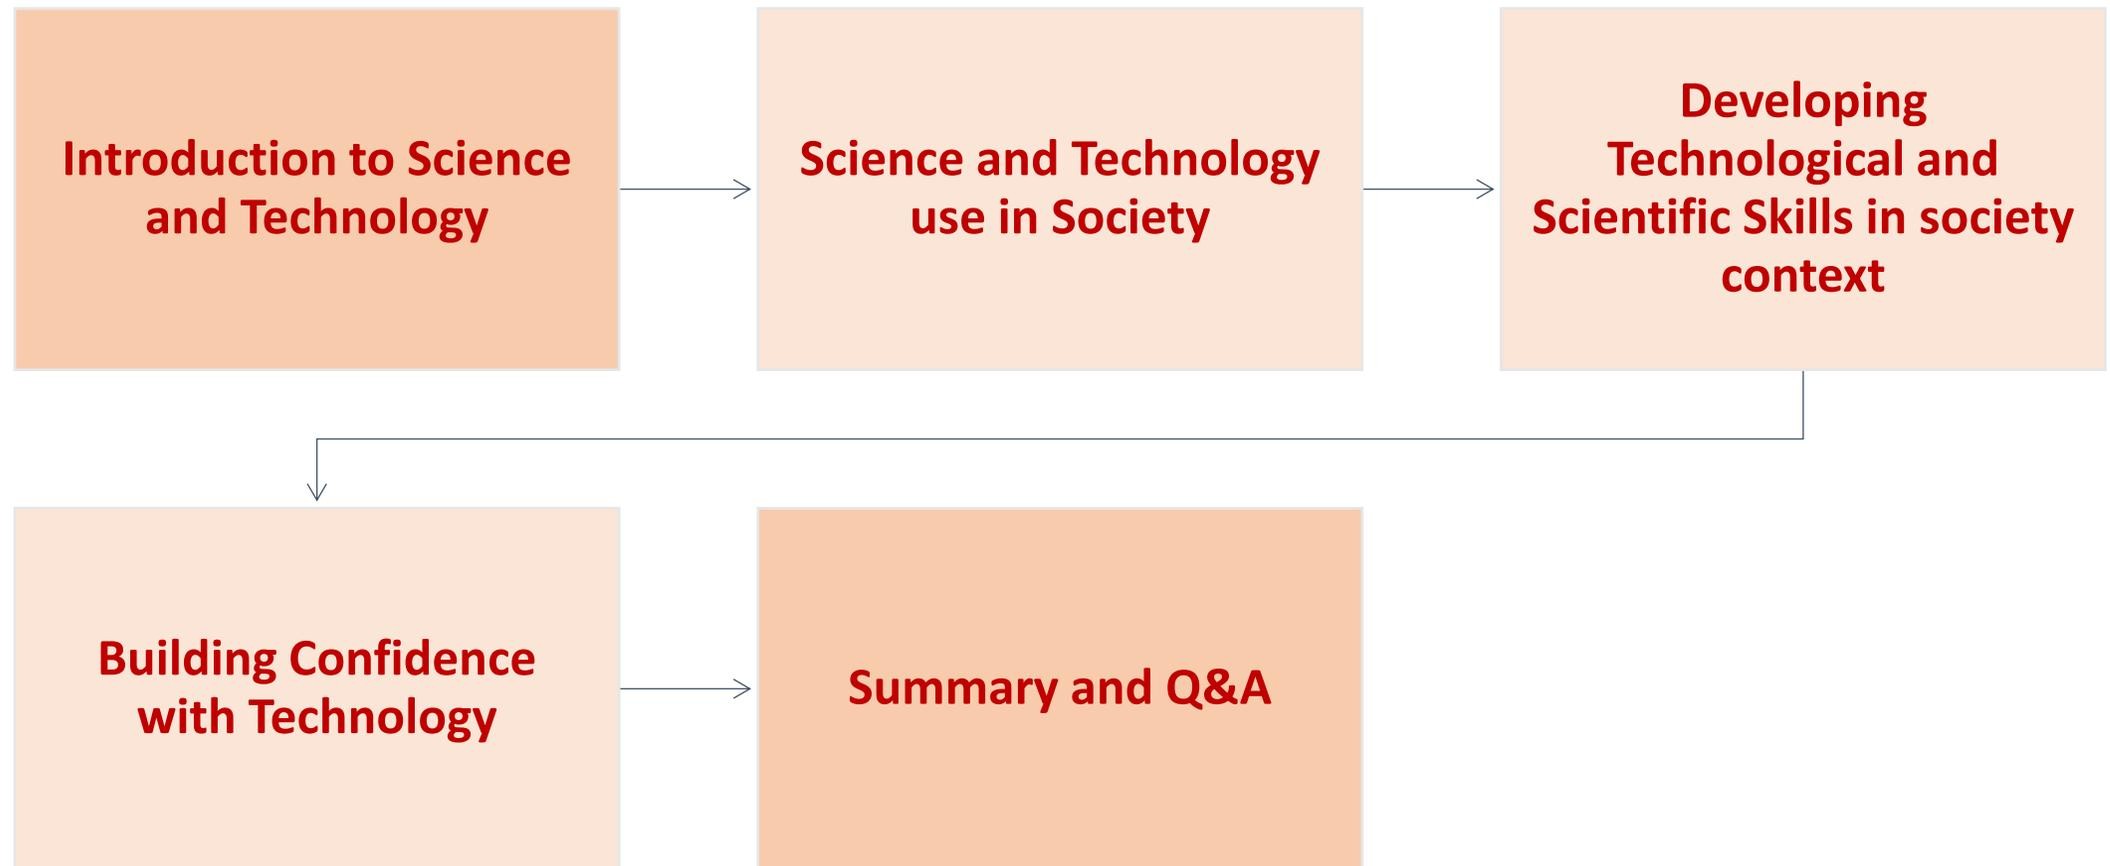 Introduction to Science
and Technology
Science and Technology
use in Society
Developing
Technological and
Scientific Skills in society
context
Building Confidence
with Technology
Summary and Q&A